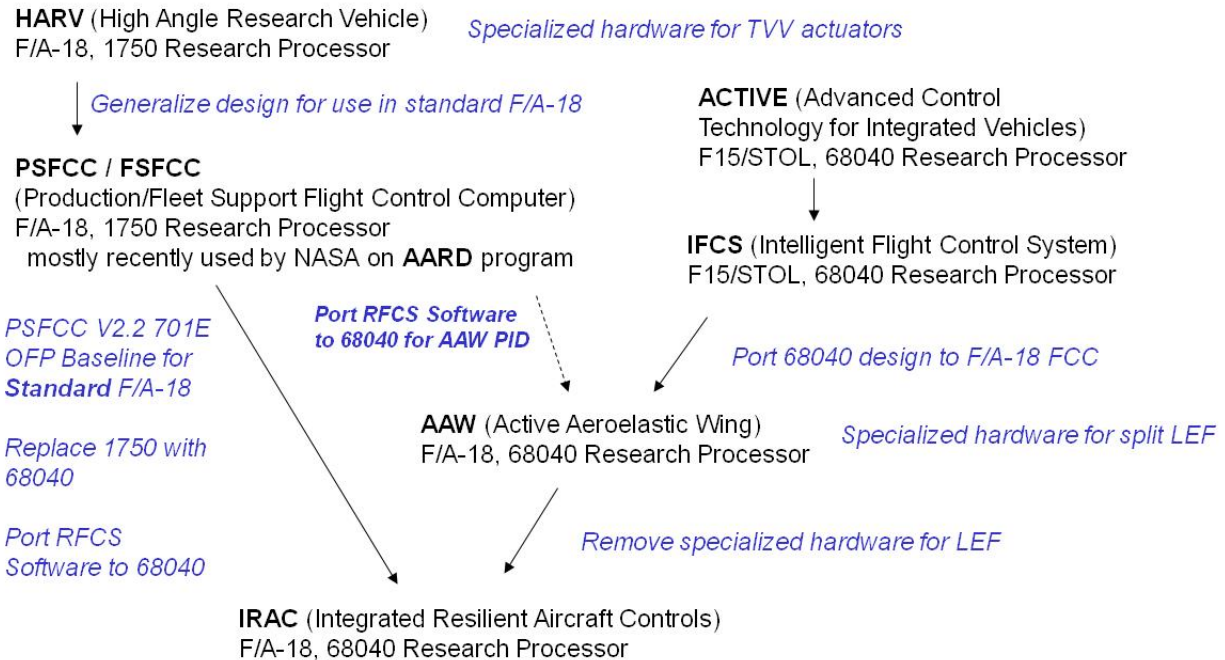 HARV (High Angle Research Vehicle)
F/A-18, 1750 Research Processor
Specialized hardware for TVV actuators
Generalize design for use in standard F/A-18
ACTIVE (Advanced Control
Technology for Integrated Vehicles)
F15/STOL, 68040 Research Processor
PSFCC / FSFCC
(Production/Fleet Support Flight Control Computer)
F/A-18, 1750 Research Processor
mostly recently used by NASA on AARD program
IFCS (Intelligent Flight Control System)
F15/STOL, 68040 Research Processor
PSFCC V2.2 701E
OFP Baseline for
Standard F/A-18
Replace 1750 with
68040
Port RFCS
Software to 68040
Port RFCS Software
to 68040 for AAW PID
Port 68040 design to F/A-18 FCC
AAW (Active Aeroelastic Wing)
F/A-18, 68040 Research Processor
Specialized hardware for split LEF
Remove specialized hardware for LEF
IRAC (Integrated Resilient Aircraft Controls)
F/A-18, 68040 Research Processor